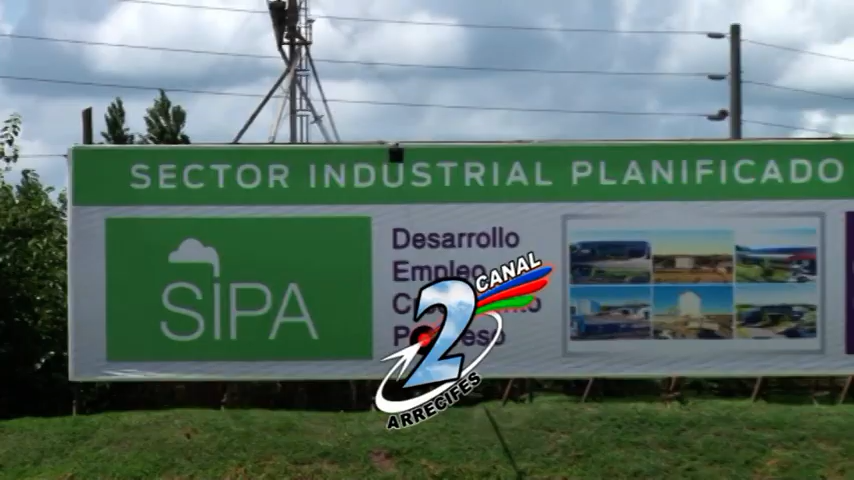 SECTOR INDUSTRIAL PLANIFICADO
SIPA
Desarrollo
Empleo
CANAL
2
ARRECIFES